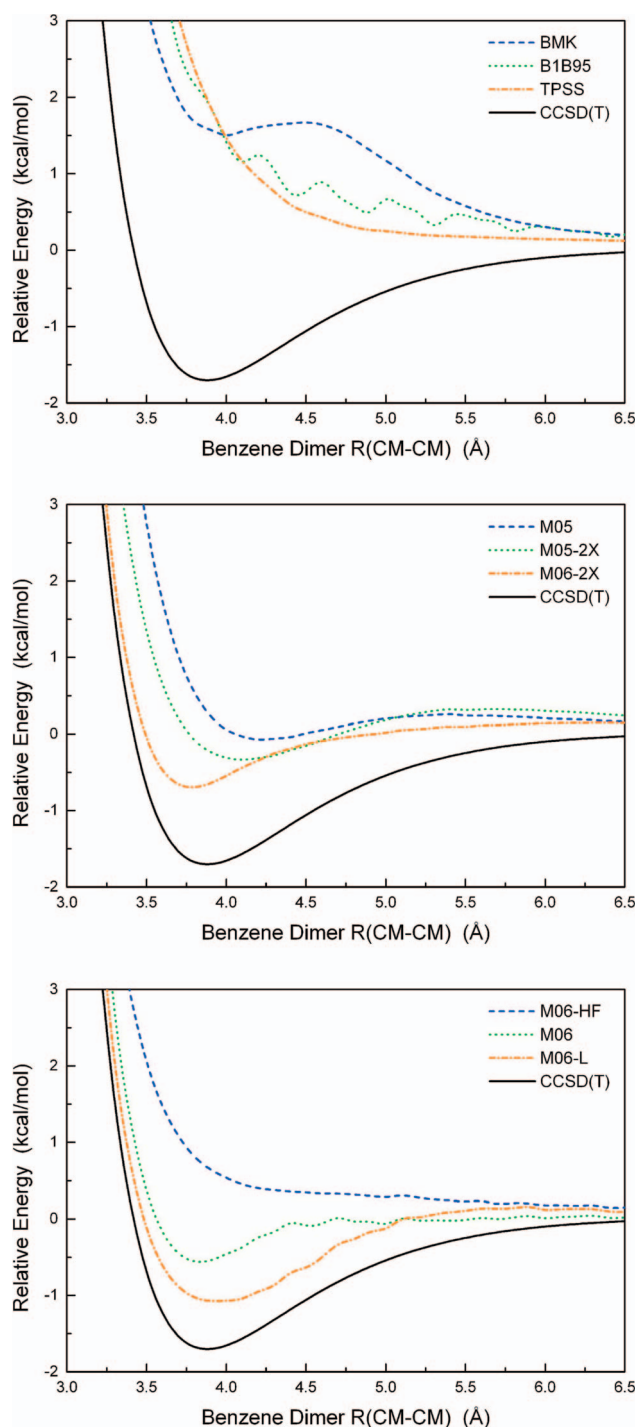 3
2
1
0
-1
-2
Relative Energy (kcal/mol)
BMK
B1B95
TPSS
CCSD(T)
3.0 3.5 4.0 4.5 5.0 5.5 6.0 6.5
Benzene Dimer R(CM-CM) (Å)
3
2
1
0
-1
-2
Relative Energy (kcal/mol)
M05
M05-2X
M06-2X
CCSD(T)
3.0 3.5 4.0 4.5 5.0 5.5 6.0 6.5
Benzene Dimer R(CM-CM) (Å)
3
2
1
0
-1
-2
Relative Energy (kcal/mol)
M06-HF
M06
M06-L
CCSD(T)
3.0 3.5 4.0 4.5 5.0 5.5 6.0 6.5
Benzene Dimer R(CM-CM) (Å)